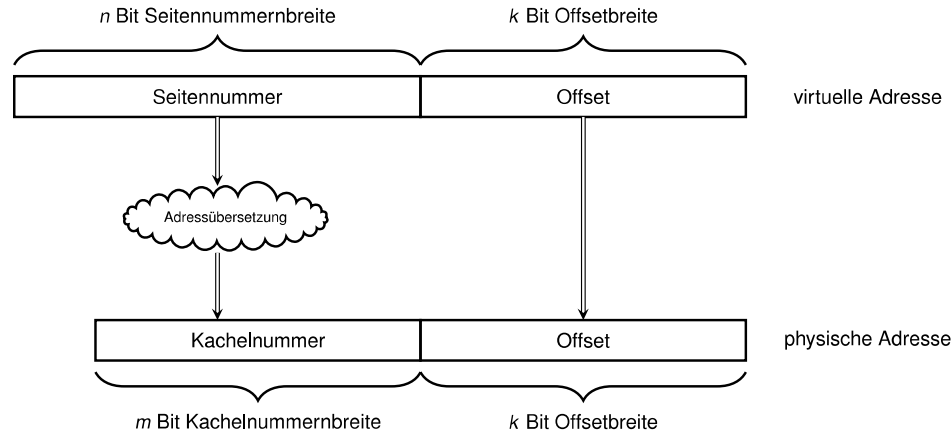 n Bit Seitennummernbreite
k Bit Offsetbreite
Seitennummer
Offset
virtuelle Adresse
Adressübersetzung
Kachelnummer
Offset
physische Adresse
m Bit Kachelnummernbreite
k Bit Offsetbreite